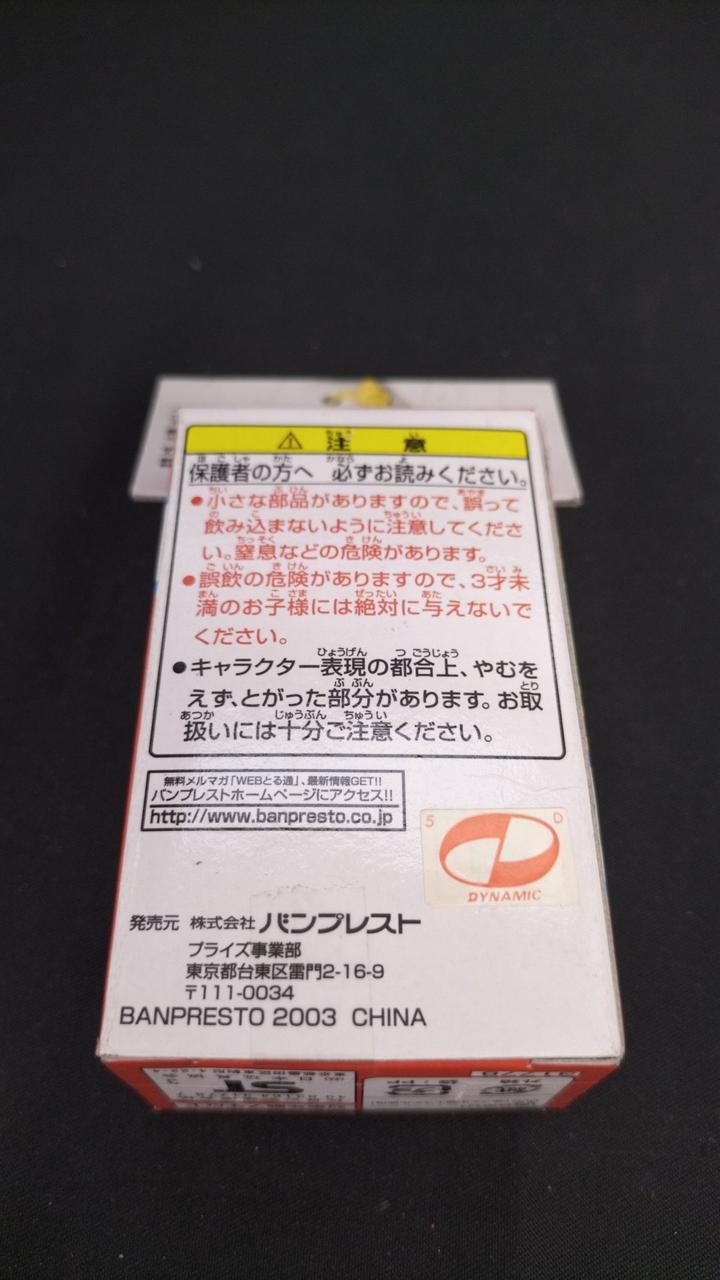 ⚠ 注 意
保護者の方へ 必ずお読みください。
●小さな部品がありますので、誤って
飲み込まないように注意してくださ
い。窒息などの危険があります。
●誤飲の危険がありますので、3才未
満のお子様には絶対に与えないで
ください。
●キャラクター表現の都合上、やむを
えず、とがった部分があります。お取
扱いには十分ご注意ください。
無料メルマガ「WEBとる通」、最新情報GET!!
バンプレストホームページにアクセス!!
http://www.banpresto.co.jp
5 D
DYNAMIC
発売元 株式会社 バンプレスト
プライズ事業部
東京都台東区雷門2-16-9
〒111-0034
BANPRESTO 2003 CHINA
ST